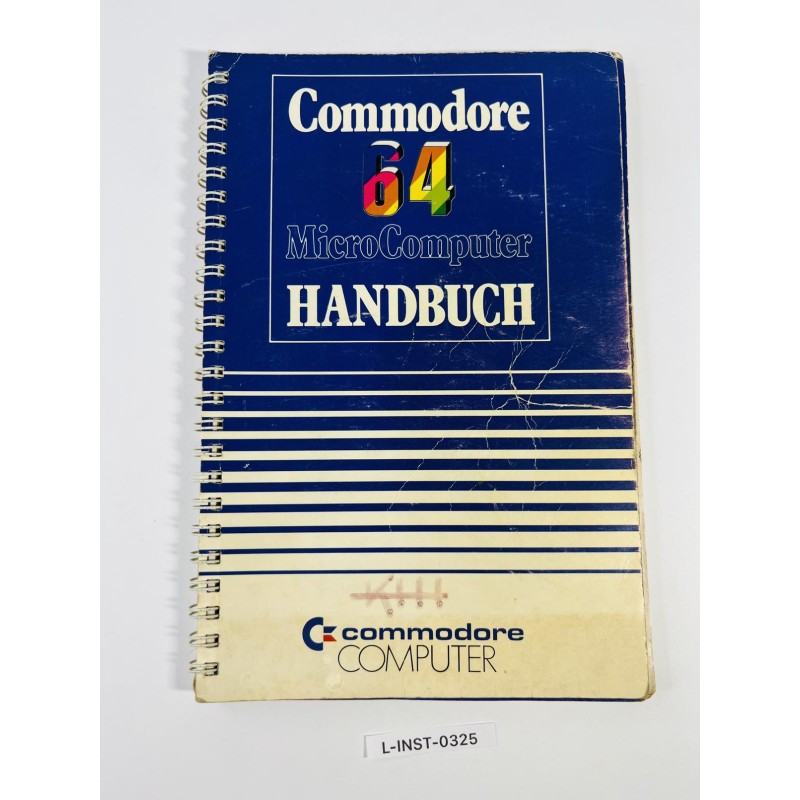 Commodore
64
MicroComputer
HANDBUCH
commodore
COMPUTER
L-INST-0325